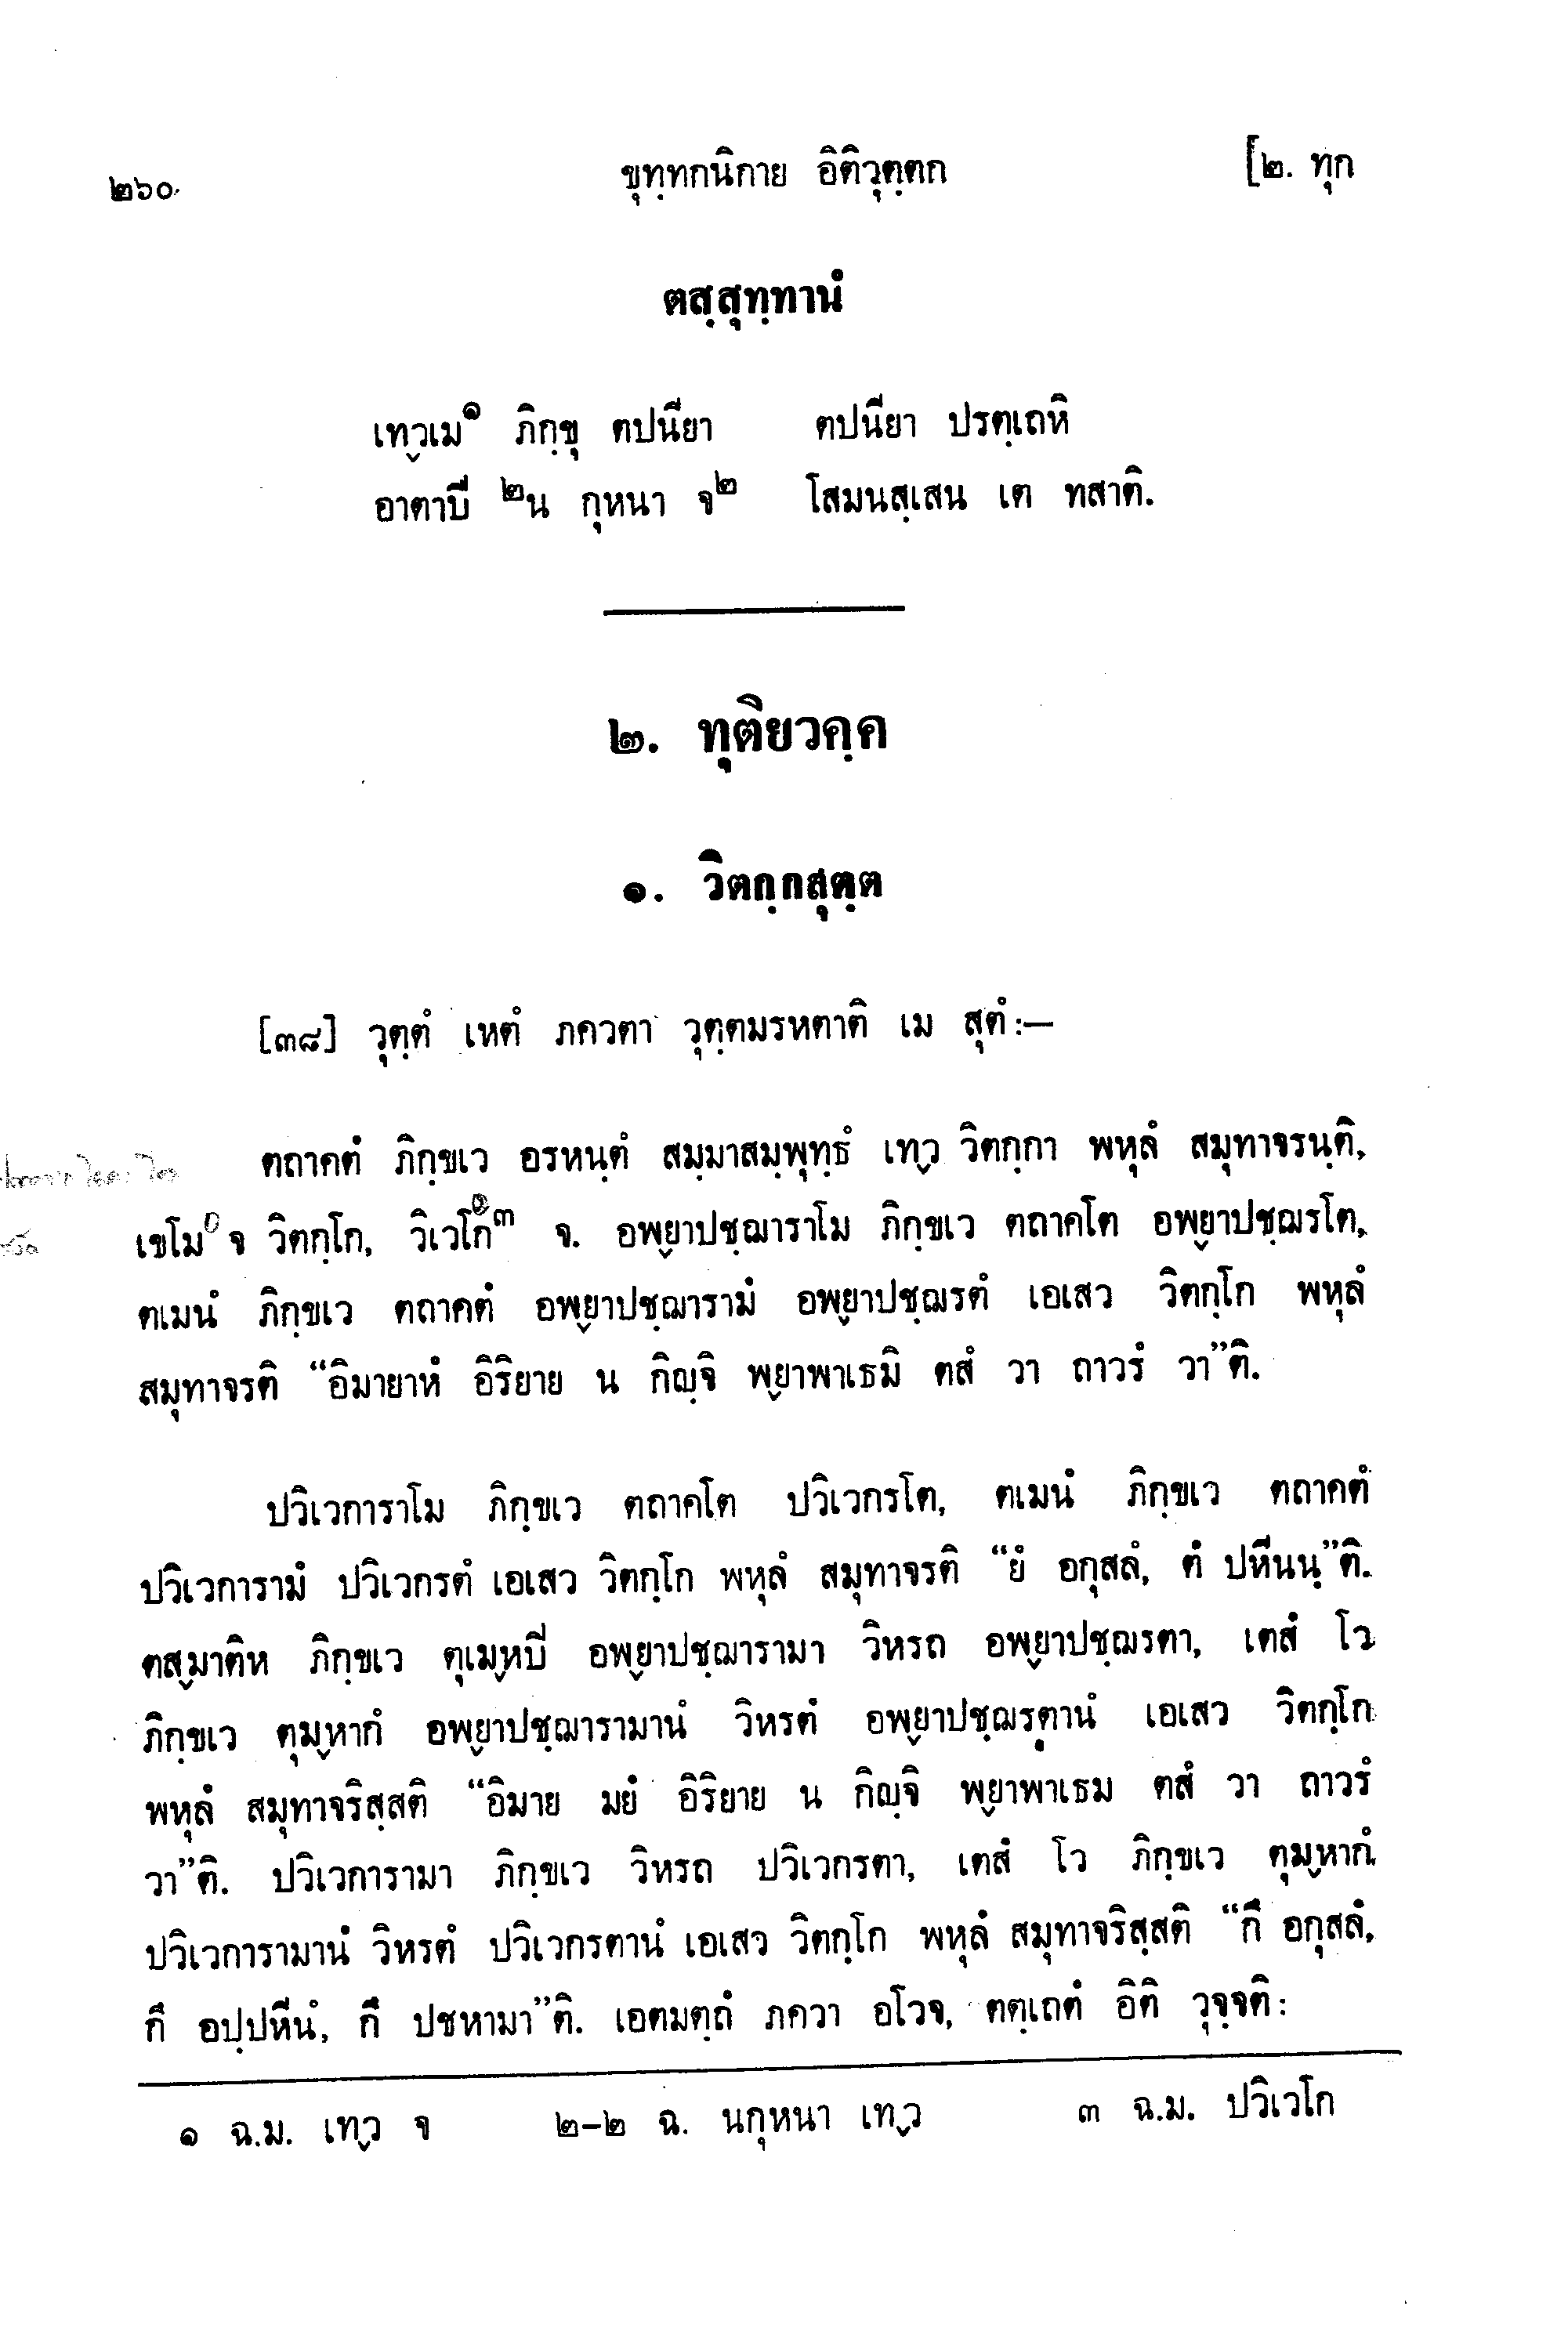 ๒๖๐ ขุทฺทกนิกาย อิติวุตฺตก [๒. ทุก
ตสฺสุทฺทานํ
เทฺวเม๑ ภิกฺขุ ตปนียา ตปนียา ปรตฺเถหิ
อาตาปี ๒น กุหนา จ๒ โสมนสฺเสน เต ทสาติ.
๒. ทุติยวคฺค
๑. วิตกฺกสุตฺต
[๓๘] วุตฺตํ เหตํ ภควตา วุตฺตมรหตาติ เม สุตํ:—
ตถาคตํ ภิกฺขเว อรหนฺตํ สมฺมาสมฺพุทฺธํ เทฺว วิตกฺกา พหุลํ สมุทาจรนฺติ,
เขโม จ วิตกฺโก, วิเวโก๓ จ. อพฺยาปชฺฌาราโม ภิกฺขเว ตถาคโต อพฺยาปชฺฌรโต,
ตเมนํ ภิกฺขเว ตถาคตํ อพฺยาปชฺฌารามํ อพฺยาปชฺฌรตํ เอเสว วิตกฺโก พหุลํ
สมุทาจรติ “อิมายาหํ อิริยาย น กิญฺจิ พฺยาพาเธมิ ตสํ วา ถาวรํ วา”ติ.
ปวิเวการาโม ภิกฺขเว ตถาคโต ปวิเวกรโต, ตเมนํ ภิกฺขเว ตถาคตํ
ปวิเวการามํ ปวิเวกรตํ เอเสว วิตกฺโก พหุลํ สมุทาจรติ “ยํ อกุสลํ, ตํ ปหีนนฺ”ติ.
ตสฺมาติห ภิกฺขเว ตุเมฺหปี อพฺยาปชฺฌารามา วิหรถ อพฺยาปชฺฌรตา, เตสํ โว
ภิกฺขเว ตุมฺหากํ อพฺยาปชฺฌารามานํ วิหรตํ อพฺยาปชฺฌรตานํ เอเสว วิตกฺโก
พหุลํ สมุทาจริสฺสติ “อิมาย มยํ อิริยาย น กิญฺจิ พฺยาพาเธม ตสํ วา ถาวรํ
วา”ติ. ปวิเวการามา ภิกฺขเว วิหรถ ปวิเวกรตา, เตสํ โว ภิกฺขเว ตุมฺหากํ
ปวิเวการามานํ วิหรตํ ปวิเวกรตานํ เอเสว วิตกฺโก พหุลํ สมุทาจริสฺสติ “กึ อกุสลํ,
กึ อปฺปหีนํ, กึ ปชหามา”ติ. เอตมตฺถํ ภควา อโวจ, ตตฺเถตํ อิติ วุจฺจติ:
๑ ฉ.ม. เทฺว จ ๒–๒ ฉ. นกุหนา เทฺว ๓ ฉ.ม. ปวิเวโก